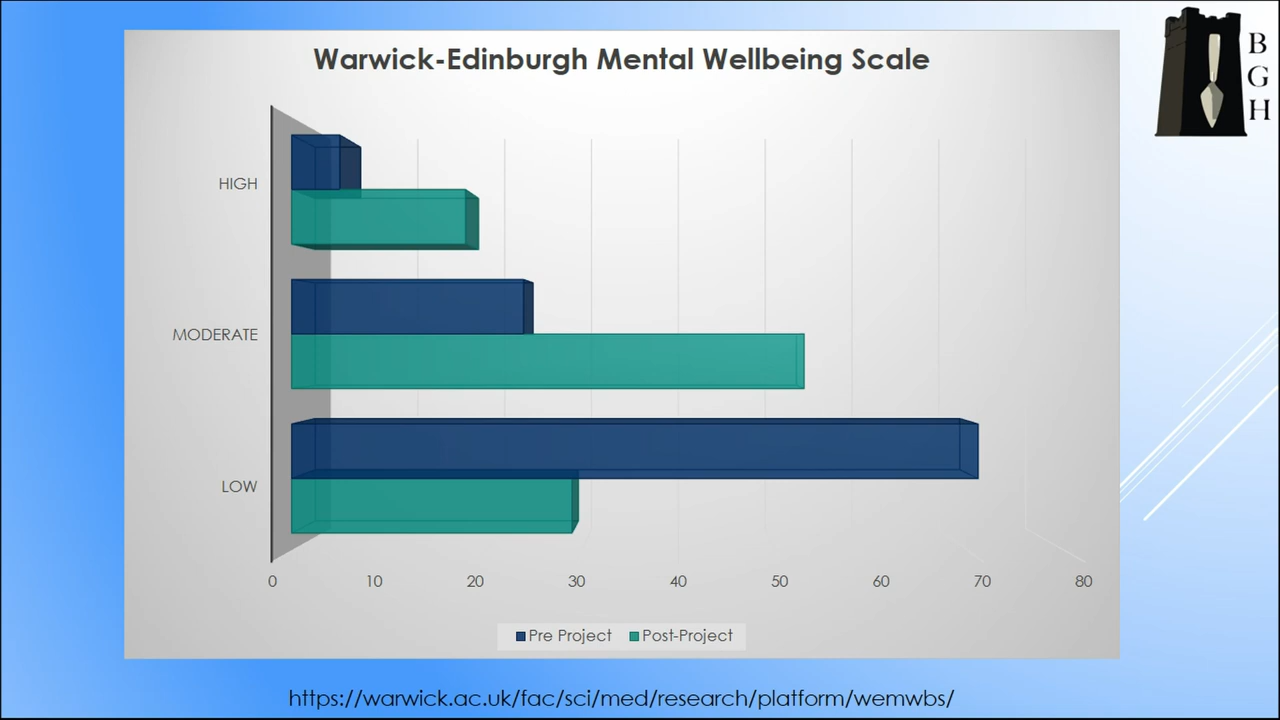 Warwick-Edinburgh Mental Wellbeing Scale
B
G
H
HIGH
MODERATE
LOW
0 10 20 30 40 50 60 70 80
Pre Project Post-Project
https://warwick.ac.uk/fac/sci/med/research/platform/wemwbs/